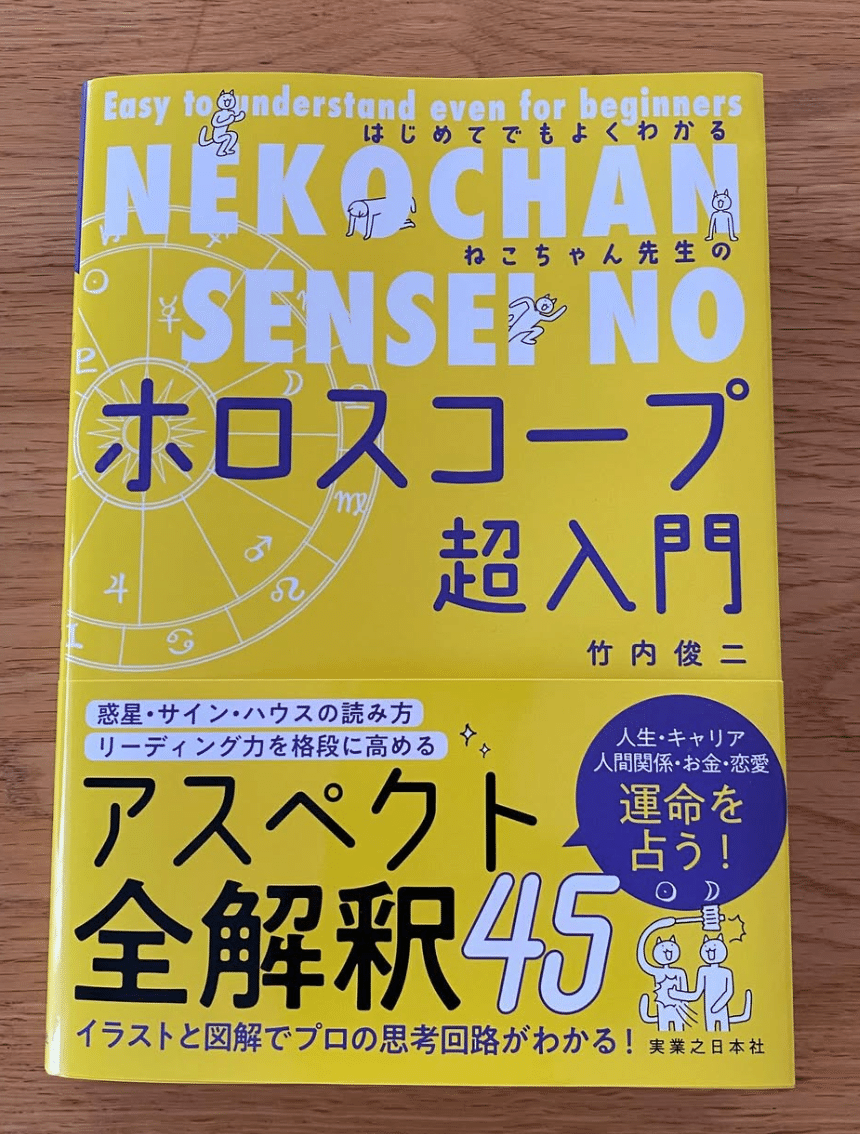 Easy to understand even for beginners
はじめてでもよくわかる
NEKOCHAN
ねこちゃん先生の
SENSEI NO
ホロスコープ
超入門
竹内俊二
惑星・サイン・ハウスの読み方
リーディング力を格段に高める
アスペクト
全解釈45
人生・キャリア
人間関係・お金・恋愛
運命を
占う！
イラストと図解でプロの思考回路がわかる！
実業之日本社